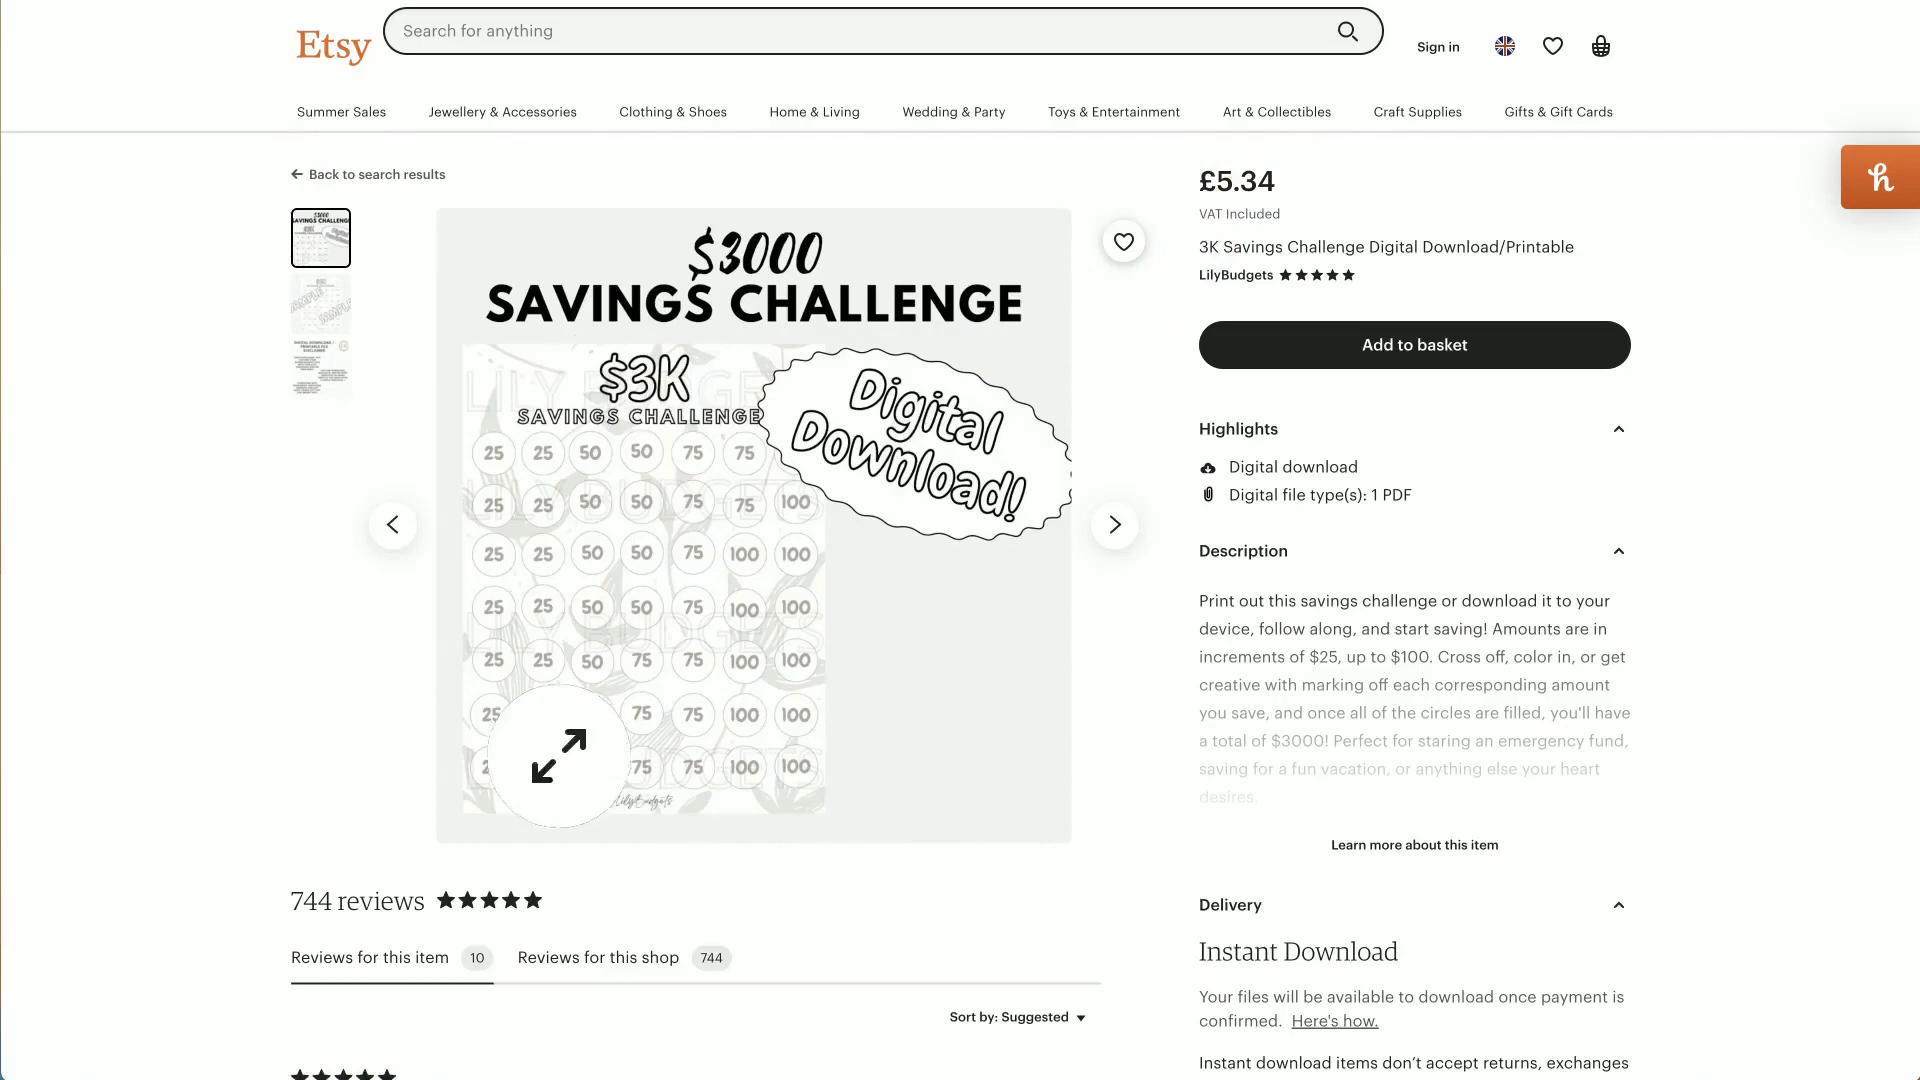 Etsy
Search for anything
Sign in
Summer Sales
Jewellery & Accessories
Clothing & Shoes
Home & Living
Wedding & Party
Toys & Entertainment
Art & Collectibles
Craft Supplies
Gifts & Gift Cards
Back to search results
$3000
SAVINGS CHALLENGE
$3K
SAVINGS CHALLENGE
Digital
Download!
25 25 50 50 75 75
25 25 50 50 75 75 100
25 25 50 50 75 100 100
25 25 50 50 75 100 100
25 25 50 75 75 100 100
25 75 75 100 100
75 75 100 100
LilyBudgets
LILY BUDGETS
£5.34
VAT Included
3K Savings Challenge Digital Download/Printable
LilyBudgets
Add to basket
Highlights
Digital download
Digital file type(s): 1 PDF
Description
Print out this savings challenge or download it to your
device, follow along, and start saving! Amounts are in
increments of $25, up to $100. Cross off, color in, or get
creative with marking off each corresponding amount
you save, and once all of the circles are filled, you'll have
a total of $3000! Perfect for staring an emergency fund,
saving for a fun vacation, or anything else your heart
desires.
Learn more about this item
Delivery
Instant Download
Your files will be available to download once payment is
confirmed. Here's how.
Instant download items don't accept returns, exchanges
744 reviews
Reviews for this item 10
Reviews for this shop 744
Sort by: Suggested